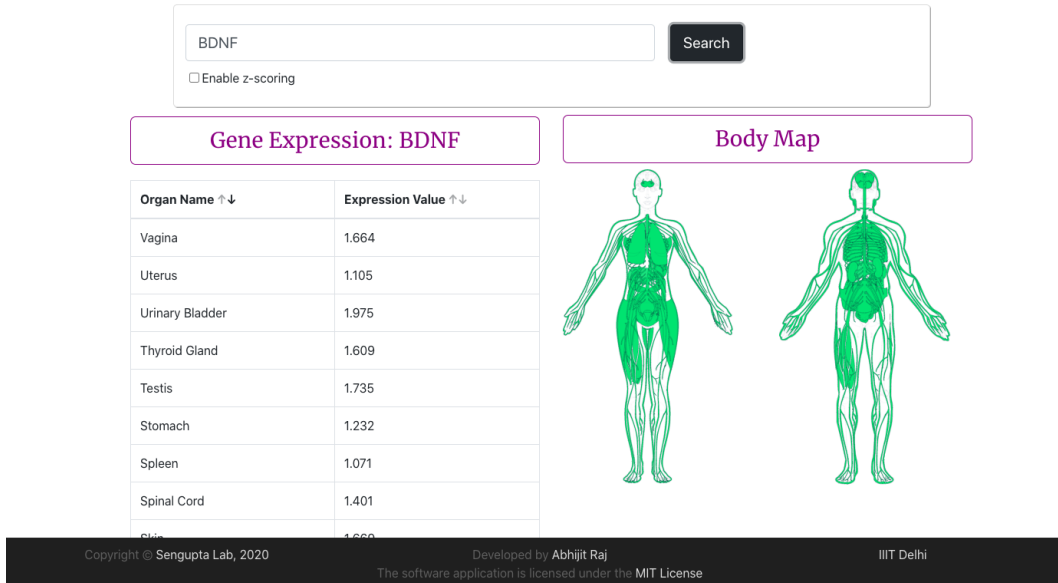 BDNF
Search
Enable z-scoring
Gene Expression: BDNF
Body Map
Organ Name ↑↓ Expression Value ↑↓
Vagina 1.664
Uterus 1.105
Urinary Bladder 1.975
Thyroid Gland 1.609
Testis 1.735
Stomach 1.232
Spleen 1.071
Spinal Cord 1.401
Copyright © Sengupta Lab, 2020 Developed by Abhijit Raj IIIT Delhi
The software application is licensed under the MIT License